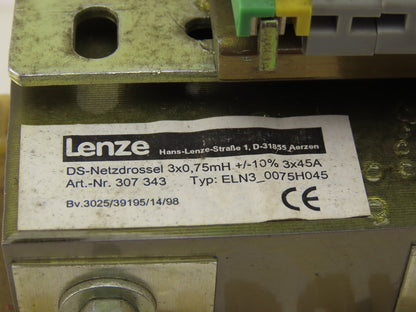 Lenze
Hans-Lenze-Straße 1, D-31855 Aerzen
DS-Netzdrossel 3x0,75mH +/-10% 3x45A
Art.-Nr. 307 343 Typ: ELN3_0075H045
Bv.3025/39195/14/98
CE